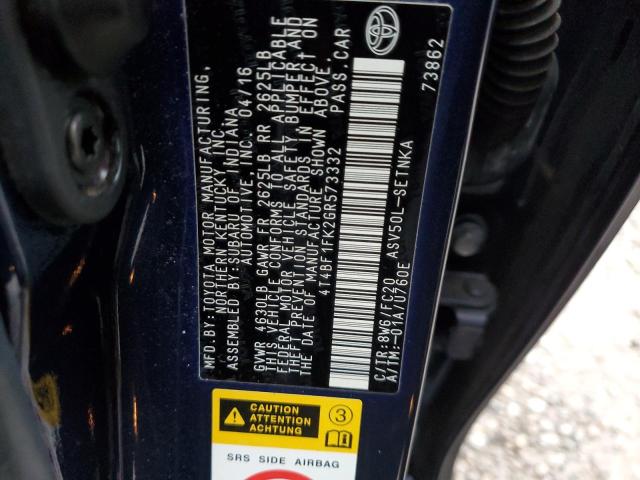 MFD.BY:TOYOTA MOTOR MANUFACTURING,
NORTHERN KENTUCKY, INC.
ASSEMBLED BY:SUBARU OF INDIANA
AUTOMOTIVE, INC. 04/16
GVWR 4630LB GAWR-FR 2625LB RR 2625LB
THIS VEHICLE CONFORMS TO ALL APPLICABLE
FEDERAL MOTOR VEHICLE SAFETY, BUMPER, AND
THEFT PREVENTION STANDARDS IN EFFECT ON
THE DATE OF MANUFACTURE SHOWN ABOVE.
4T4BF1FK2GR573332 PASS.CAR
C/TR:8W6/FC20 ASV50L-SETNKA
A/TM:-01A/U760E
73862
CAUTION
ATTENTION
ACHTUNG
3
SRS SIDE AIRBAG